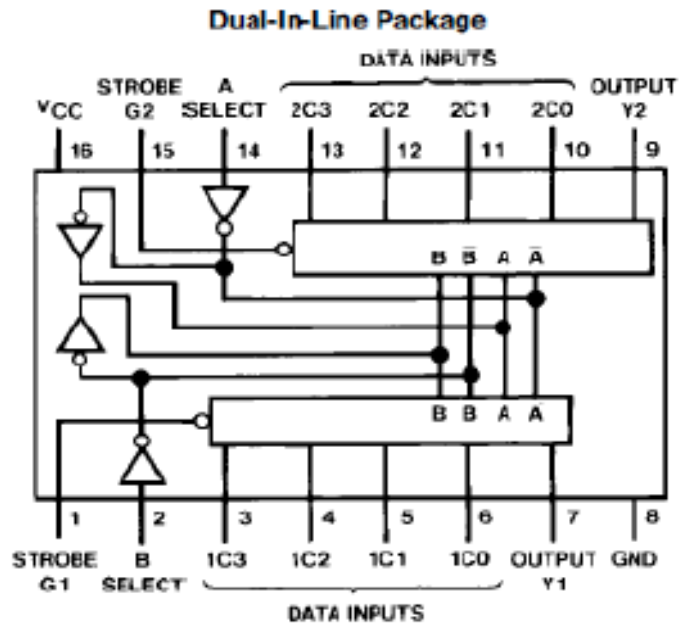 Dual-In-Line Package
DATA INPUTS
STROBE A OUTPUT
VCC G2 SELECT 2C3 2C2 2C1 2C0 Y2
16 15 14 13 12 11 10 9
B B̅ A A̅
B B A A
1 2 3 4 5 6 7 8
STROBE B 1C3 1C2 1C1 1C0 OUTPUT GND
G1 SELECT Y1
DATA INPUTS